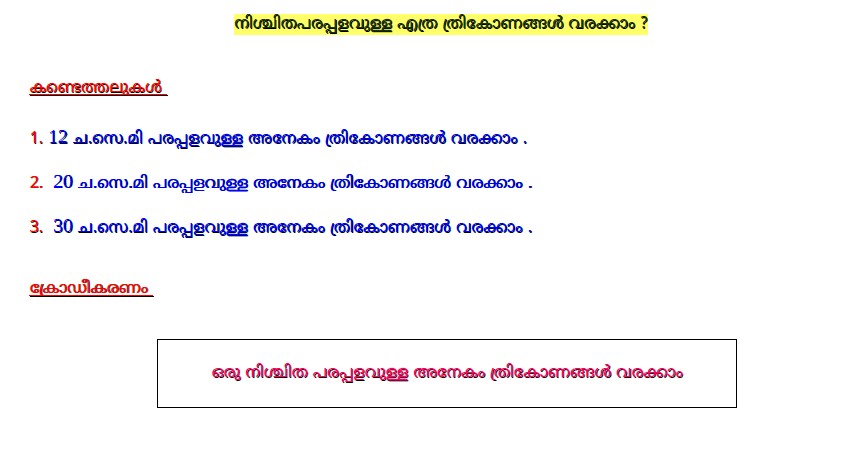 നിശ്ചിതപരപ്പളവുള്ള എത്ര ത്രികോണങ്ങൾ വരക്കാം ?
കണ്ടെത്തലുകൾ
1. 12 ച.സെ.മി പരപ്പളവുള്ള അനേകം ത്രികോണങ്ങൾ വരക്കാം .
2. 20 ച.സെ.മി പരപ്പളവുള്ള അനേകം ത്രികോണങ്ങൾ വരക്കാം .
3. 30 ച.സെ.മി പരപ്പളവുള്ള അനേകം ത്രികോണങ്ങൾ വരക്കാം .
ക്രോഡീകരണം
ഒരു നിശ്ചിത പരപ്പളവുള്ള അനേകം ത്രികോണങ്ങൾ വരക്കാം